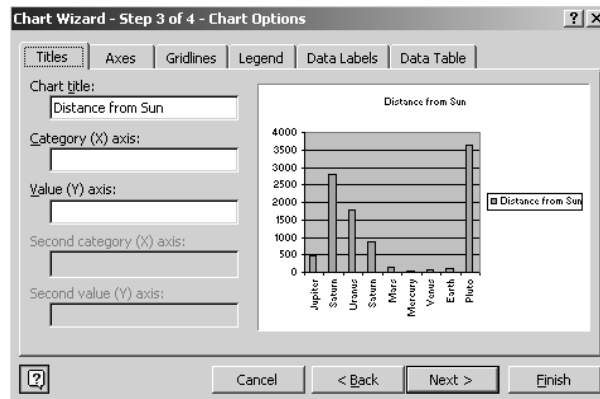 Chart Wizard - Step 3 of 4 - Chart Options
Titles Axes Gridlines Legend Data Labels Data Table
Chart title:
Distance from Sun
Category (X) axis:
Value (Y) axis:
Second category (X) axis:
Second value (Y) axis:
Distance from Sun
4000
3500
3000
2500
2000
1500
1000
500
0
Jupiter
Saturn
Uranus
Saturn
Mars
Mercury
Venus
Earth
Pluto
Distance from Sun
Cancel < Back Next > Finish